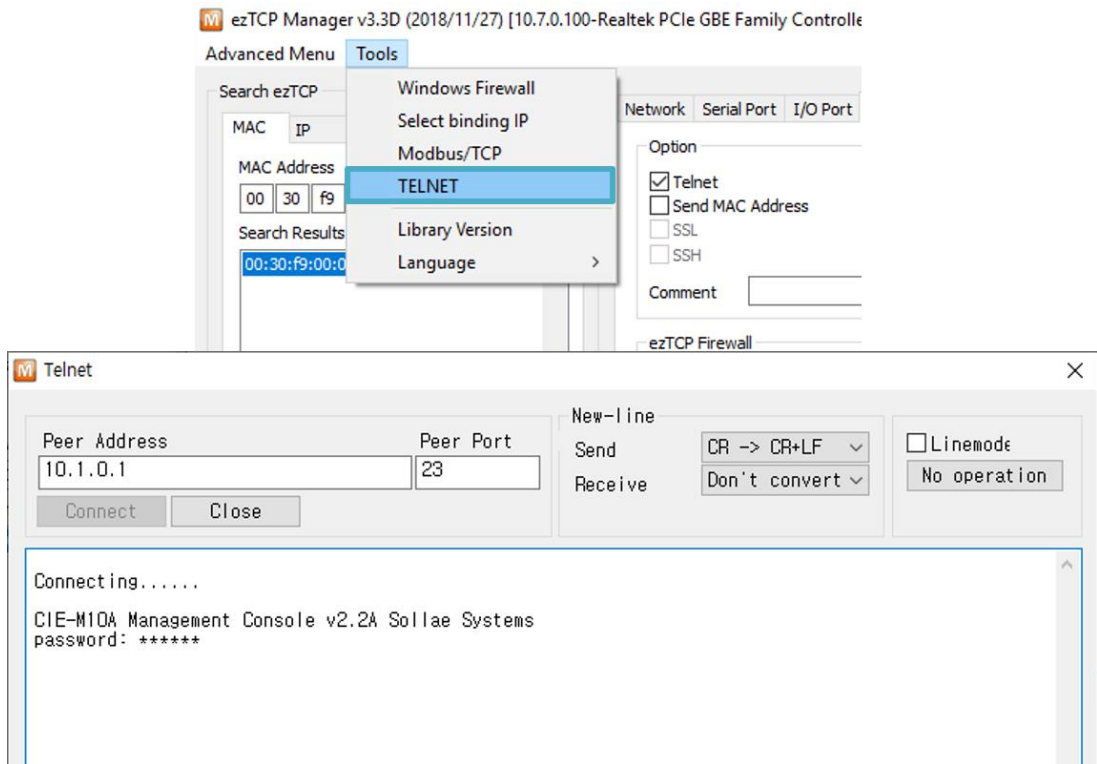 M ezTCP Manager v3.3D (2018/11/27) [10.7.0.100-Realtek PCIe GBE Family Controlle
Advanced Menu Tools
Search ezTCP
MAC IP
MAC Address
00 30 f9
Search Results
00:30:f9:00:0
Windows Firewall
Select binding IP
Modbus/TCP
TELNET
Library Version
Language >
Network Serial Port I/O Port
Option
Telnet
Send MAC Address
SSL
SSH
Comment
ezTCP Firewall
M Telnet
Peer Address Peer Port
10.1.0.1 23
Connect Close
New-line
Send CR -> CR+LF
Receive Don't convert
Linemode
No operation
Connecting......
CIE-M10A Management Console v2.2A Sollae Systems
password: ******